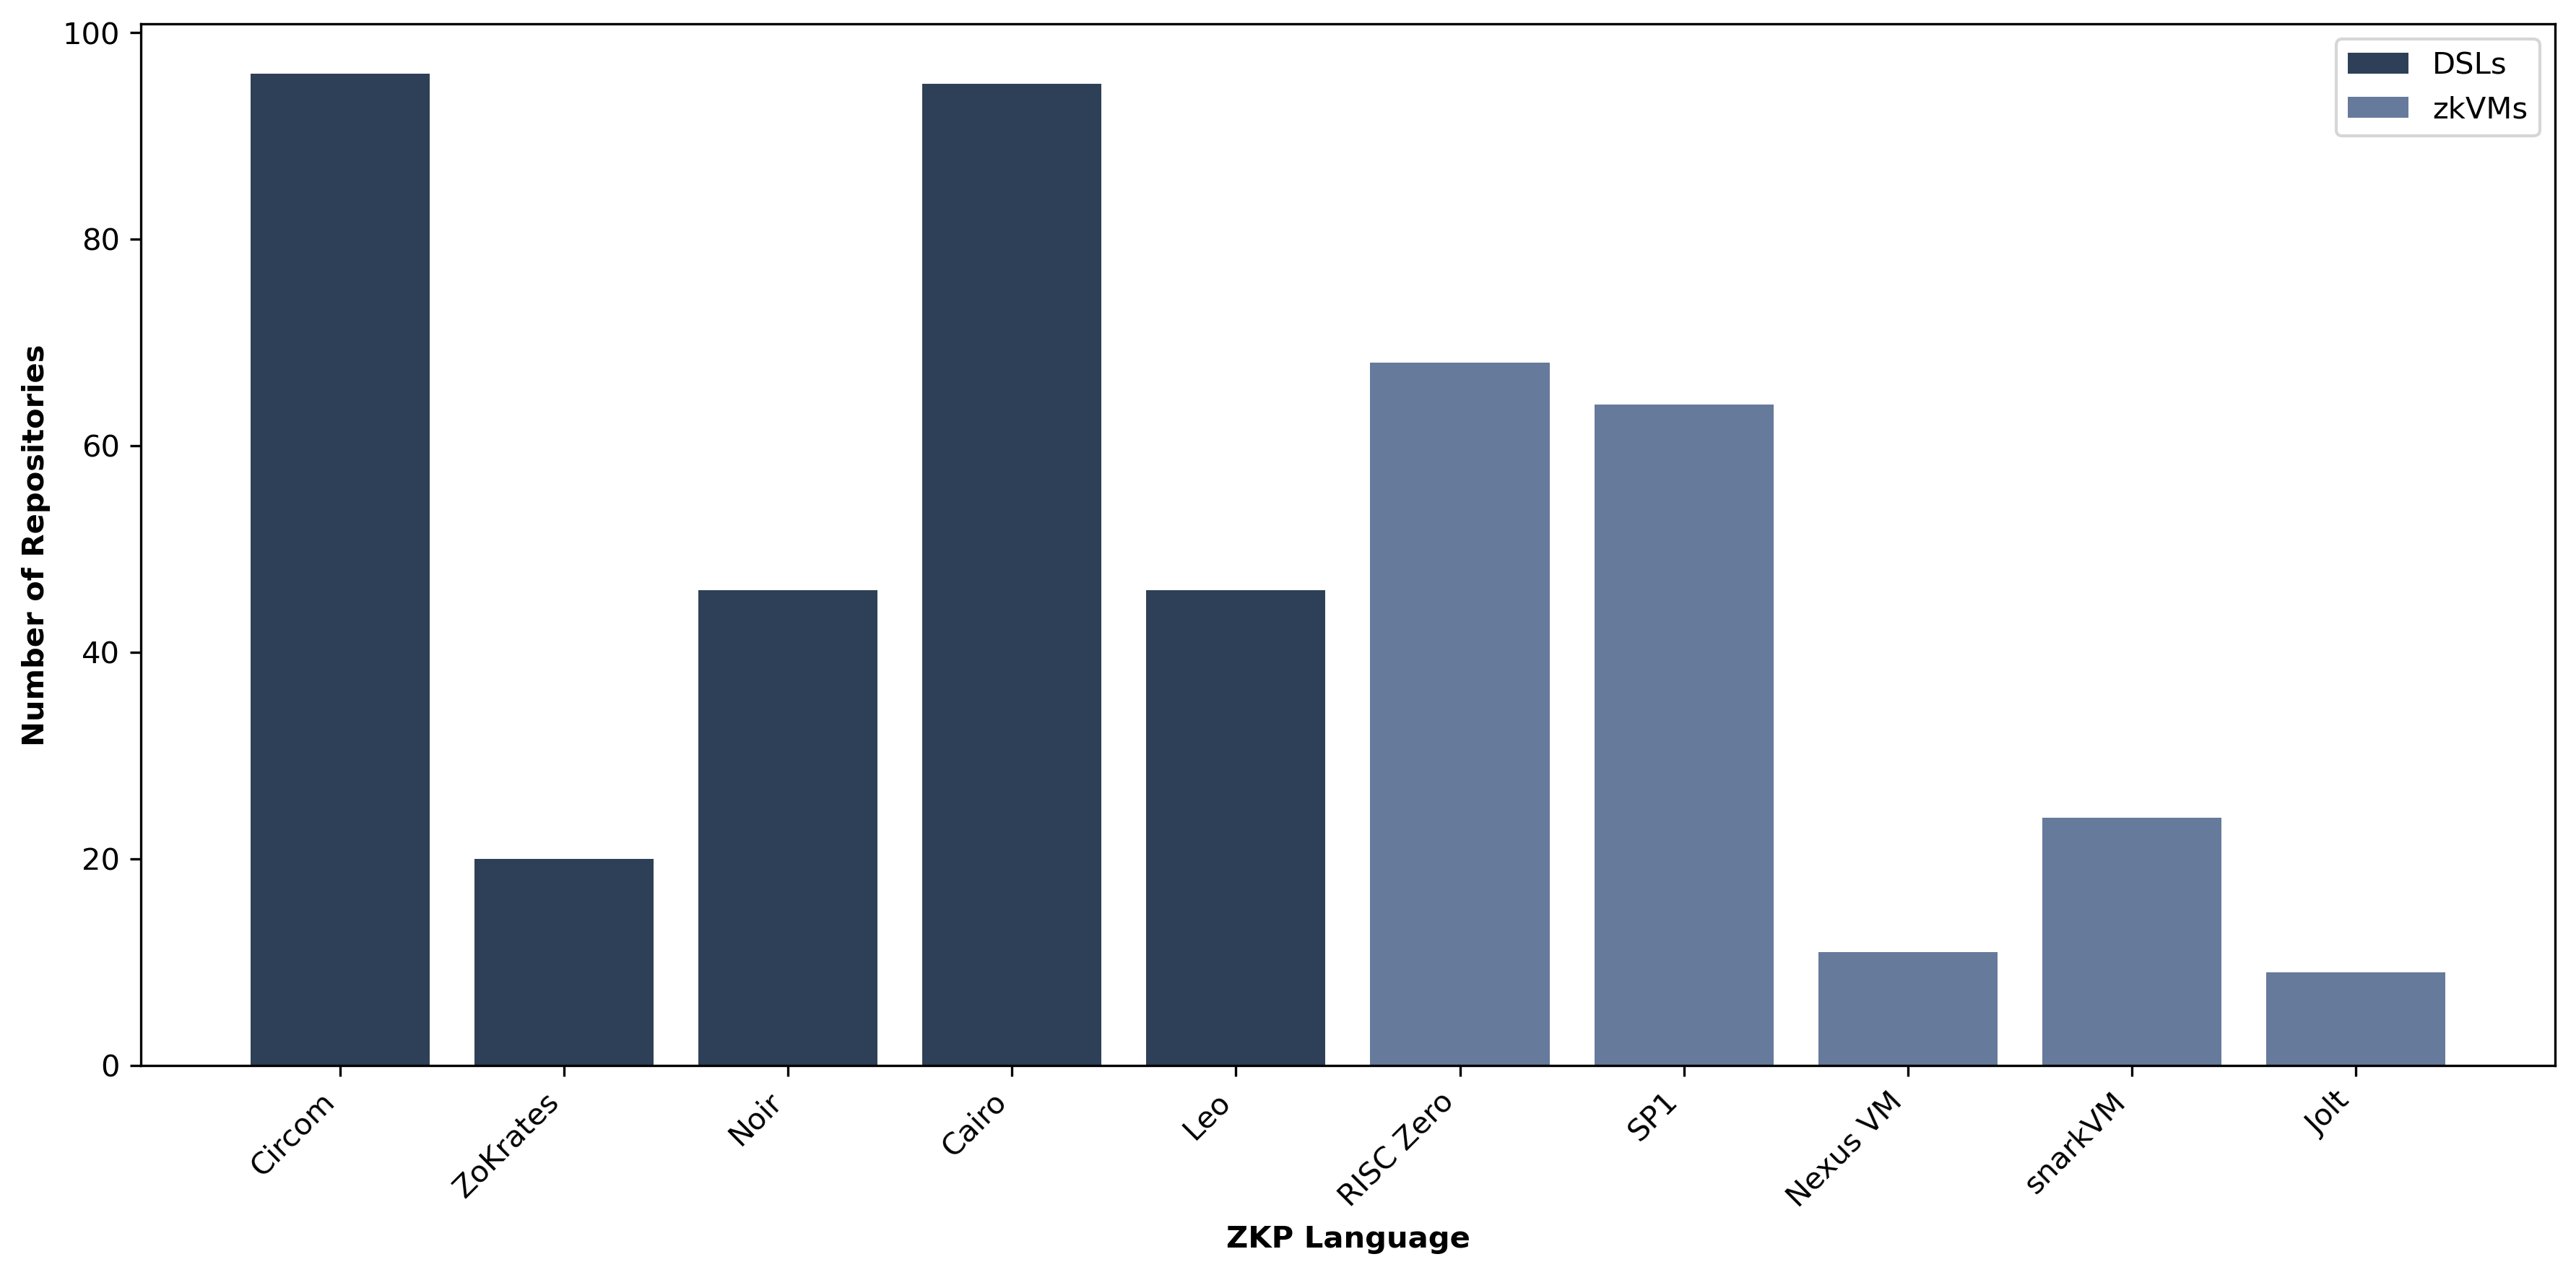 100
80
60
40
20
0
Number of Repositories
DSLs
zkVMs
Circom
ZoKrates
Noir
Cairo
Leo
RISC Zero
SP1
Nexus VM
snarkVM
Jolt
ZKP Language